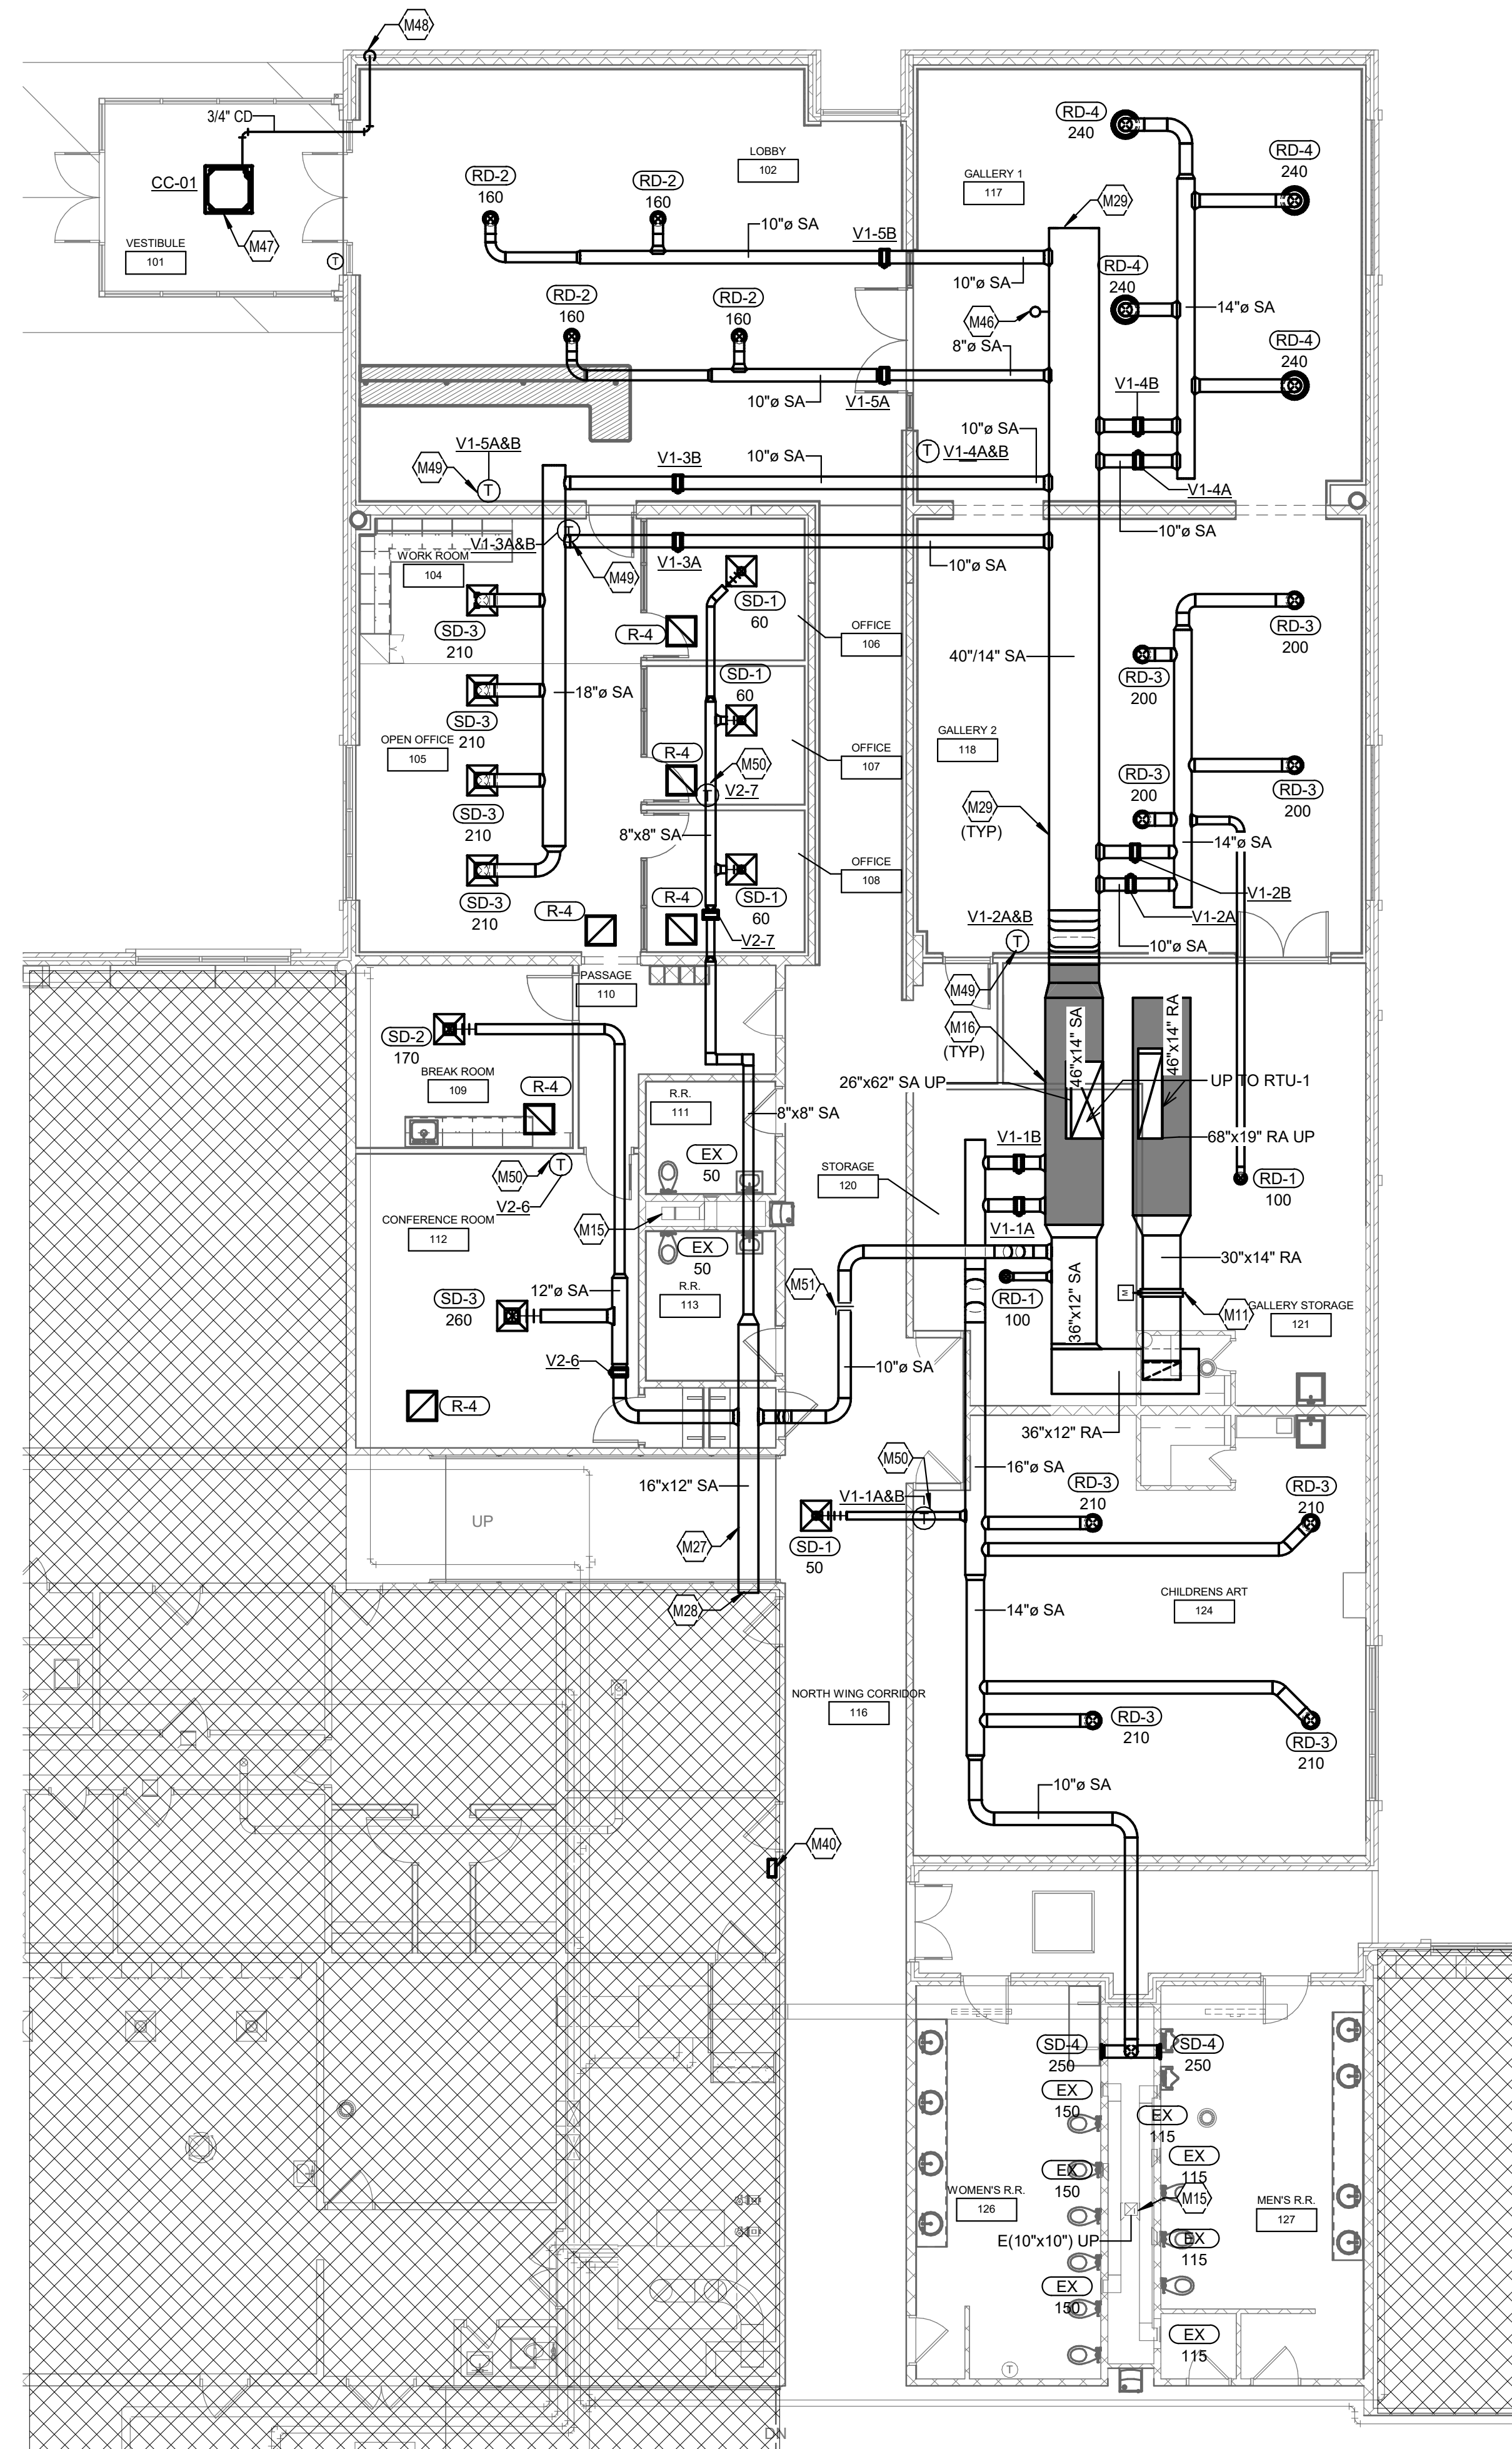 M48
3/4" CD
CC-01
M47
VESTIBULE
101
T
LOBBY
102
RD-2
160
RD-2
160
10"ø SA
V1-5B
10"ø SA
RD-2
160
RD-2
160
M46
8"ø SA
10"ø SA
V1-5A
GALLERY 1
117
M29
RD-4
240
RD-4
240
RD-4
240
14"ø SA
RD-4
240
V1-4B
10"ø SA
T
V1-4A&B
V1-4A
10"ø SA
V1-5A&B
M49
T
V1-3B
10"ø SA
V1-3A&B
T
M49
V1-3A
10"ø SA
WORK ROOM
104
SD-3
210
SD-3
210
18"ø SA
OPEN OFFICE
105
SD-3
210
SD-3
210
R-4
SD-1
60
OFFICE
106
SD-1
60
R-4
M50
T
V2-7
OFFICE
107
8"x8" SA
OFFICE
108
R-4
SD-1
60
V2-7
R-4
40"/14" SA
GALLERY 2
118
M29
(TYP)
RD-3
200
RD-3
200
RD-3
200
RD-3
200
14"ø SA
V1-2B
V1-2A
V1-2A&B
T
10"ø SA
M49
M16
(TYP)
46"x14" SA
46"x14" RA
26"x62" SA UP
UP TO RTU-1
68"x19" RA UP
RD-1
100
PASSAGE
110
SD-2
170
BREAK ROOM
109
R-4
R.R.
111
EX
50
8"x8" SA
M50
T
V2-6
CONFERENCE ROOM
112
M15
EX
50
R.R.
113
12"ø SA
SD-3
260
V2-6
R-4
STORAGE
120
V1-1B
V1-1A
M51
RD-1
100
36"x12" SA
30"x14" RA
M
M11
GALLERY STORAGE
121
10"ø SA
36"x12" RA
16"ø SA
16"x12" SA
M27
M28
UP
M50
V1-1A&B
T
SD-1
50
RD-3
210
RD-3
210
14"ø SA
CHILDRENS ART
124
NORTH WING CORRIDOR
116
RD-3
210
RD-3
210
10"ø SA
M40
SD-4
250
SD-4
250
EX
150
EX
115
EX
150
EX
115
WOMEN'S R.R.
126
M15
MEN'S R.R.
127
E(10"x10") UP
EX
115
EX
150
EX
115
T
DN